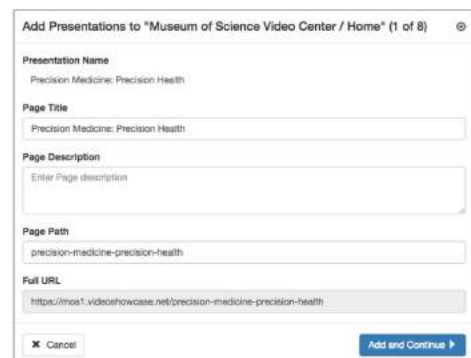 Add Presentations to "Museum of Science Video Center / Home" (1 of 8)
Presentation Name
Precision Medicine: Precision Health
Page Title
Precision Medicine: Precision Health
Page Description
Enter Page description
Page Path
precision-medicine-precision-health
Full URL
https://mos1.videoshowcase.net/precision-medicine-precision-health
Cancel
Add and Continue